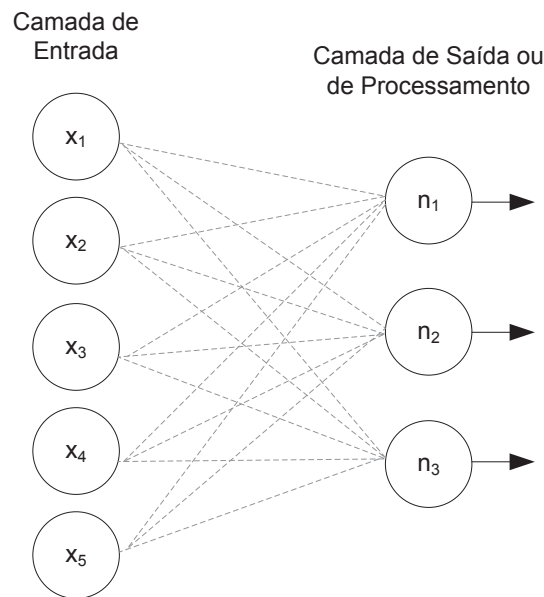 Camada de
Entrada
Camada de Saída ou
de Processamento
x₁
x₂
x₃
x₄
x₅
n₁
n₂
n₃